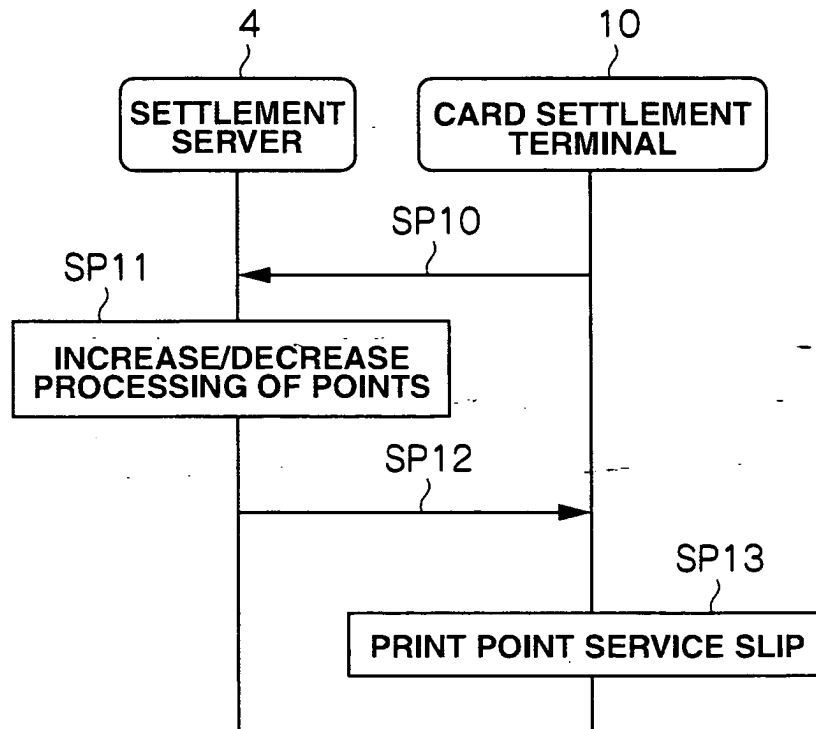 4
10
SETTLEMENT
SERVER
CARD SETTLEMENT
TERMINAL
SP10
SP11
INCREASE/DECREASE
PROCESSING OF POINTS
SP12
SP13
PRINT POINT SERVICE SLIP